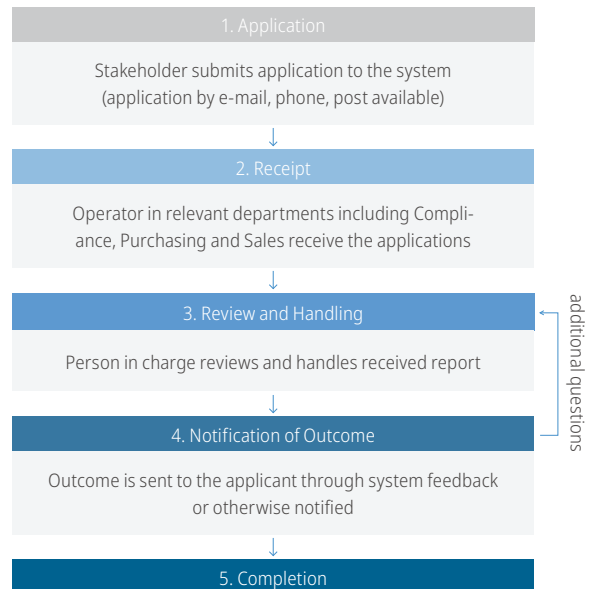 1. Application
Stakeholder submits application to the system
(application by e-mail, phone, post available)
2. Receipt
Operator in relevant departments including Compli-
ance, Purchasing and Sales receive the applications
3. Review and Handling
Person in charge reviews and handles received report
additional questions
4. Notification of Outcome
Outcome is sent to the applicant through system feedback
or otherwise notified
5. Completion